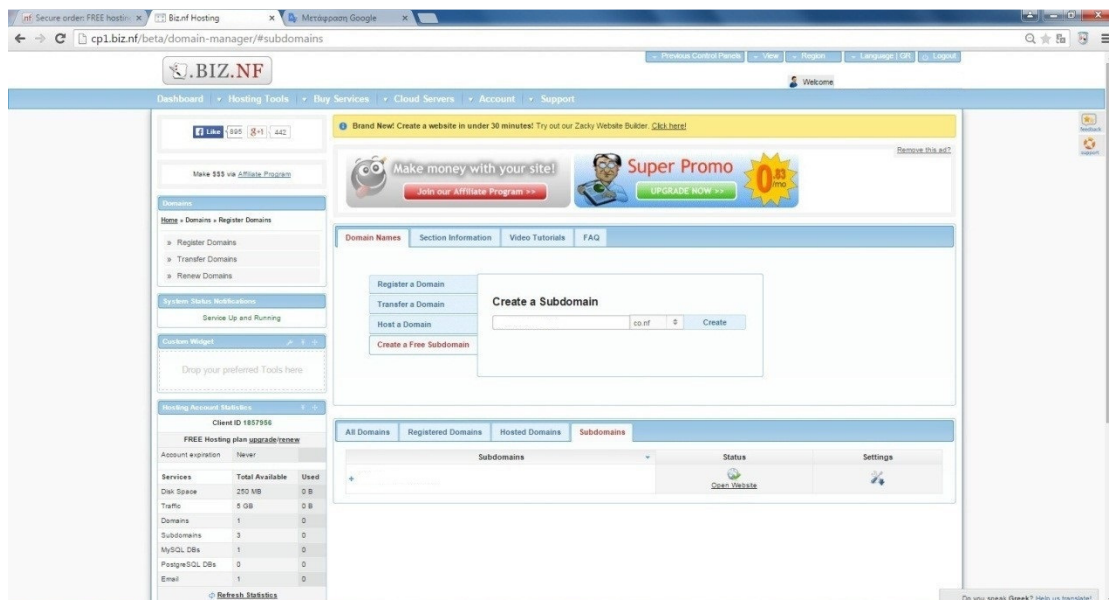 .nf Secure order: FREE hostin
Biz.nf Hosting
Μετάφραση Google
cp1.biz.nf/beta/domain-manager/#subdomains
Previous Control Panels View Region Language | GR Logout
.BIZ.NF
Welcome
Dashboard Hosting Tools Buy Services Cloud Servers Account Support
Like 895 +1 442
Brand New! Create a website in under 30 minutes! Try out our Zacky Website Builder. Click here!
feedback
support
Remove this ad?
Make $$$ via Affiliate Program
Make money with your site!
Join our Affiliate Program >>
Super Promo
UPGRADE NOW >>
0.83
/mo
Domains
Home » Domains » Register Domains
» Register Domains
» Transfer Domains
» Renew Domains
Domain Names Section Information Video Tutorials FAQ
Register a Domain
Transfer a Domain
Host a Domain
Create a Free Subdomain
Create a Subdomain
co.nf Create
System Status Notifications
Service Up and Running
Custom Widget
Drop your preferred Tools here
Hosting Account Statistics
Client ID 1857956
FREE Hosting plan upgrade/renew
Account expiration Never
Services Total Available Used
Disk Space 250 MB 0 B
Traffic 5 GB 0 B
Domains 1 0
Subdomains 3 0
MySQL DBs 1 0
PostgreSQL DBs 0 0
Email 1 0
Refresh Statistics
All Domains Registered Domains Hosted Domains Subdomains
Subdomains Status Settings
Open Website
Do you speak Greek? Help us translate!